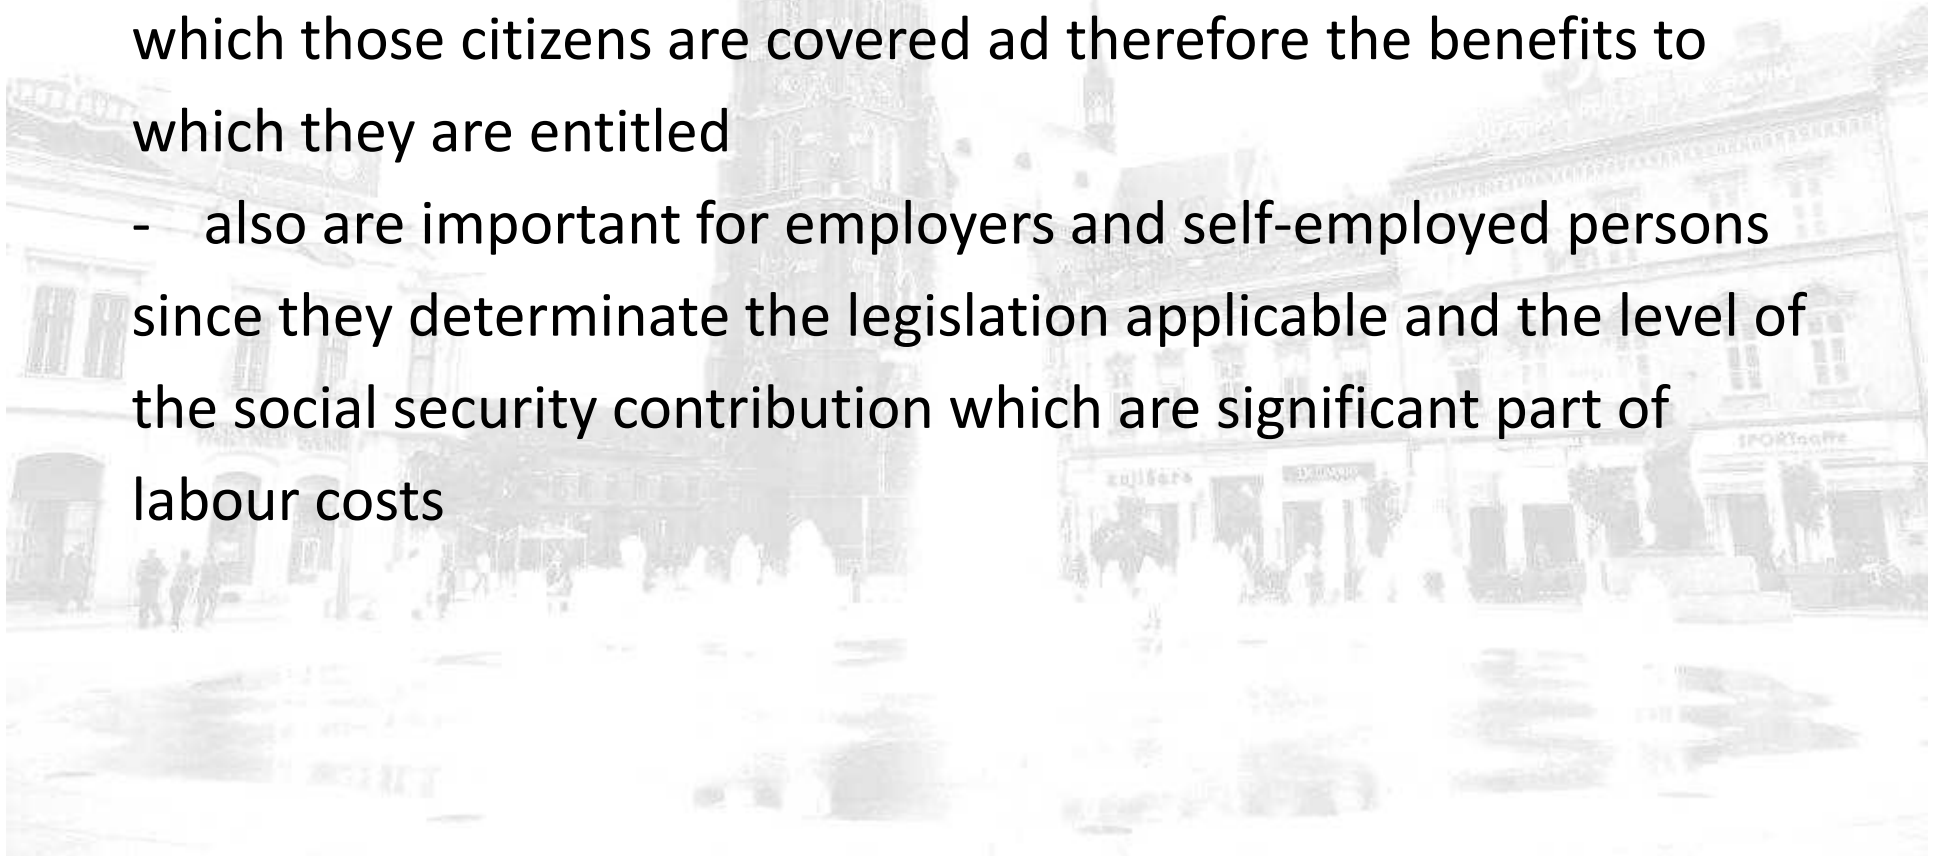 which those citizens are covered ad therefore the benefits to
which they are entitled
- also are important for employers and self-employed persons
since they determinate the legislation applicable and the level of
the social security contribution which are significant part of
labour costs